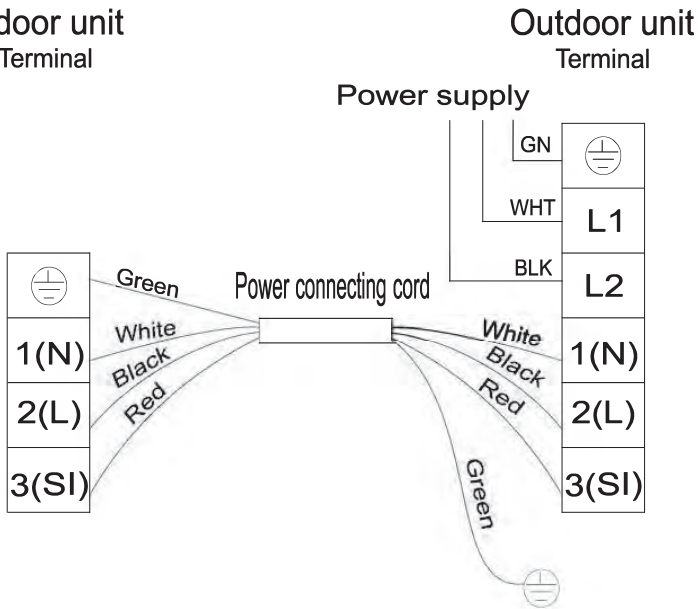 door unit
Terminal
Outdoor unit
Terminal
Power supply
GN
WHT
L1
BLK
L2
Green
Power connecting cord
White
1(N)
Black
2(L)
Red
3(SI)
White
1(N)
Black
2(L)
Red
3(SI)
Green